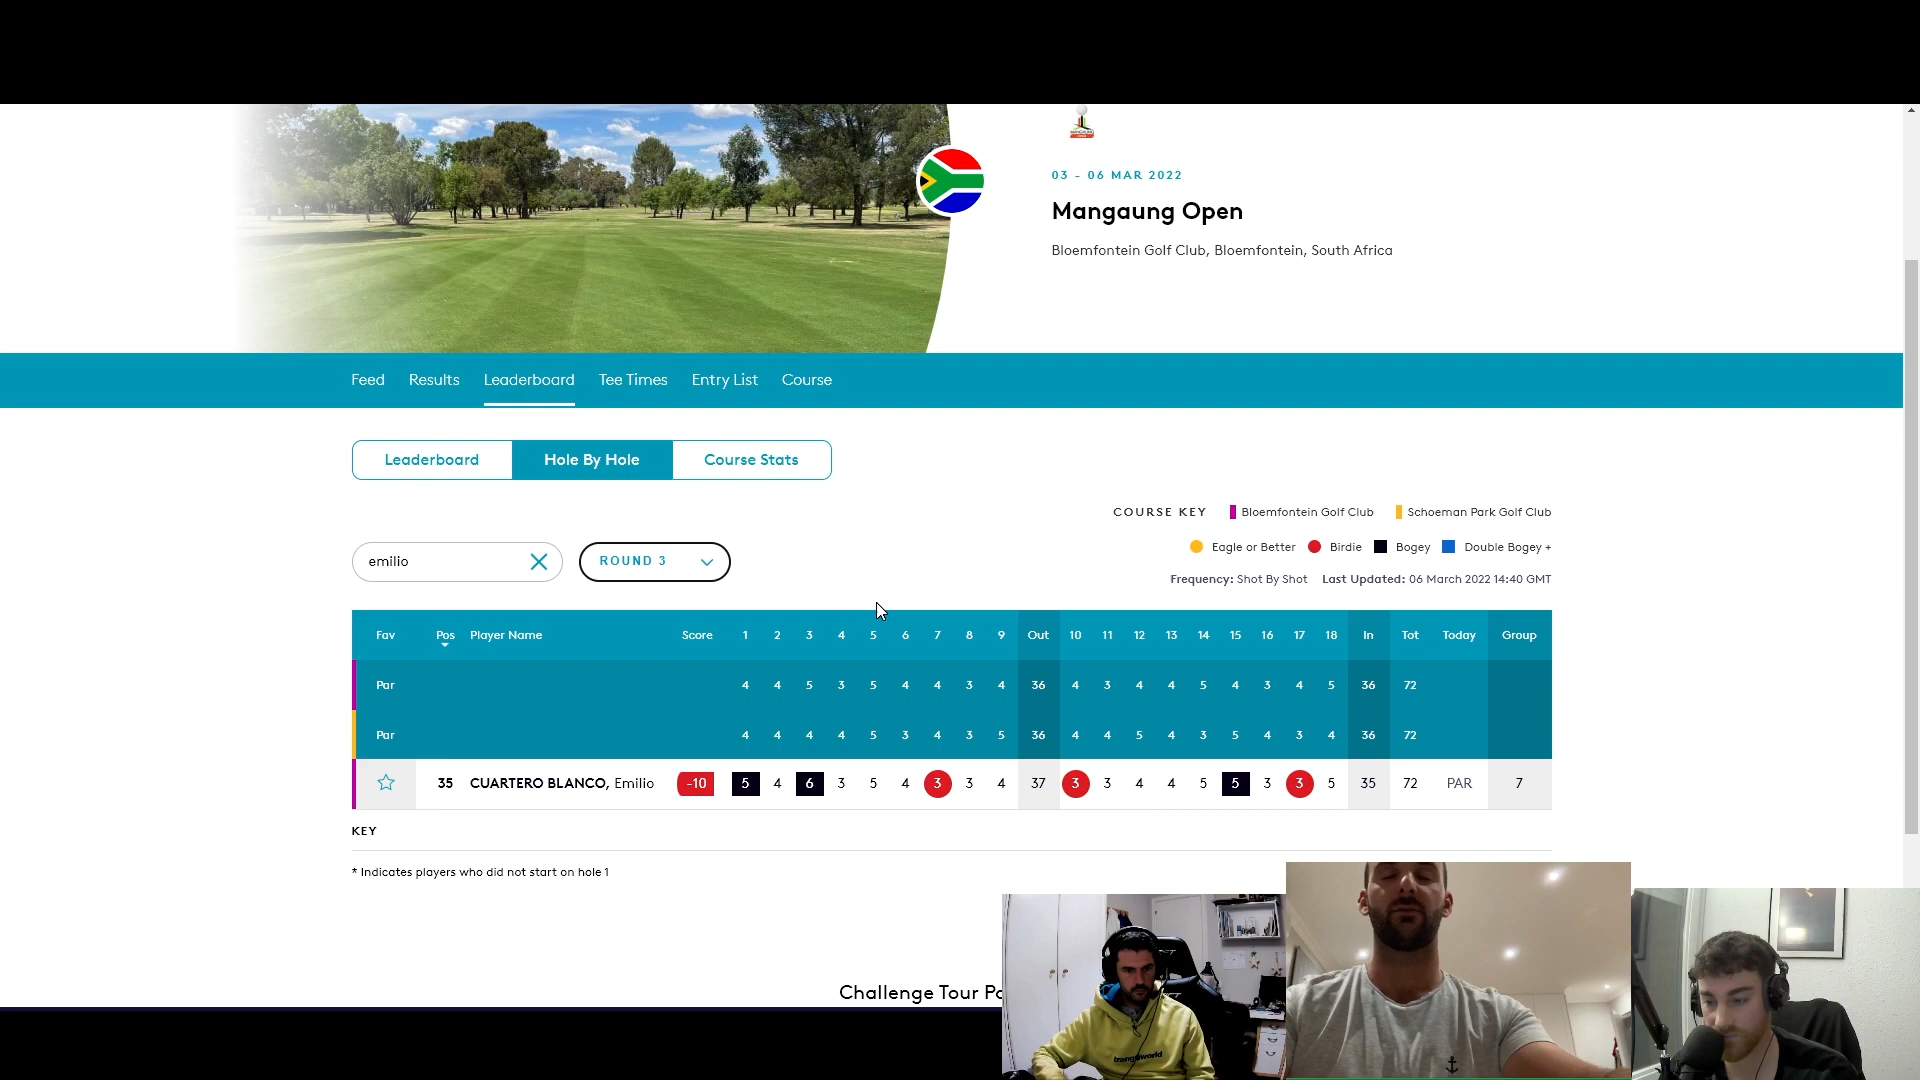 03 - 06 MAR 2022
Mangaung Open
Bloemfontein Golf Club, Bloemfontein, South Africa
Feed Results Leaderboard Tee Times Entry List Course
Leaderboard Hole By Hole Course Stats
COURSE KEY Bloemfontein Golf Club Schoeman Park Golf Club
Eagle or Better Birdie Bogey Double Bogey +
emilio ROUND 3
Frequency: Shot By Shot Last Updated: 06 March 2022 14:40 GMT
Fav Pos Player Name Score 1 2 3 4 5 6 7 8 9 Out 10 11 12 13 14 15 16 17 18 In Tot Today Group
Par 4 4 5 3 5 4 4 3 4 36 4 3 4 4 5 4 3 4 5 36 72
Par 4 4 4 4 5 3 4 3 5 36 4 4 5 4 3 5 4 3 4 36 72
35 CUARTERO BLANCO, Emilio -10 5 4 6 3 5 4 3 3 4 37 3 3 4 4 5 5 3 3 5 35 72 PAR 7
KEY
* Indicates players who did not start on hole 1
Challenge Tour